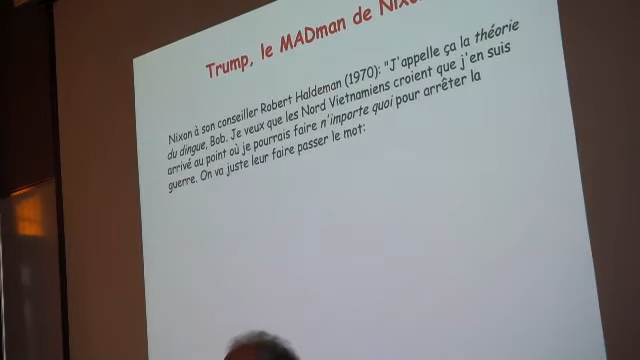 Trump, le MADman de Nixon
Nixon à son conseiller Robert Haldeman (1970): "J'appelle ça la théorie
du dingue, Bob. Je veux que les Nord Vietnamiens croient que j'en suis
arrivé au point où je pourrais faire n'importe quoi pour arrêter la
guerre. On va juste leur faire passer le mot: